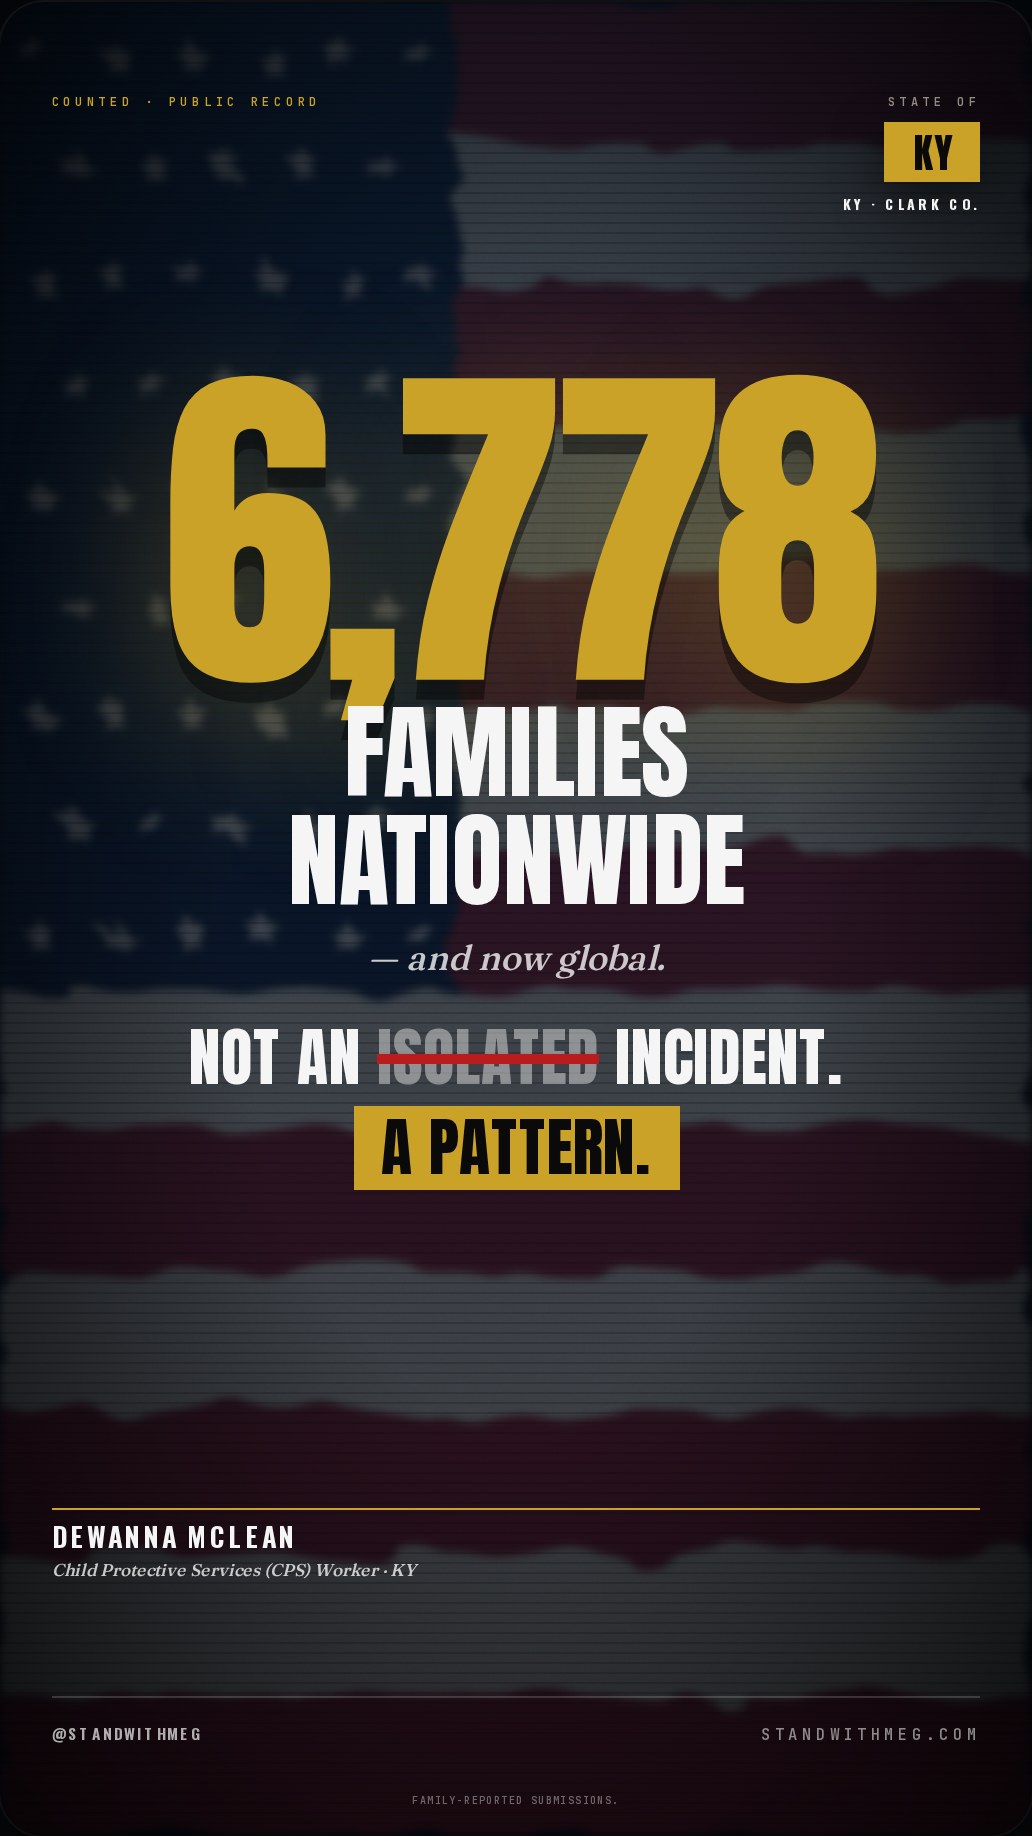 COUNTED · PUBLIC RECORD
STATE OF
KY
KY · CLARK CO.
6,778
FAMILIES
NATIONWIDE
— and now global.
NOT AN ISOLATED INCIDENT.
A PATTERN.
DEWANNA MCLEAN
Child Protective Services (CPS) Worker · KY
@STANDWITHMEG
STANDWITHMEG.COM
FAMILY-REPORTED SUBMISSIONS.